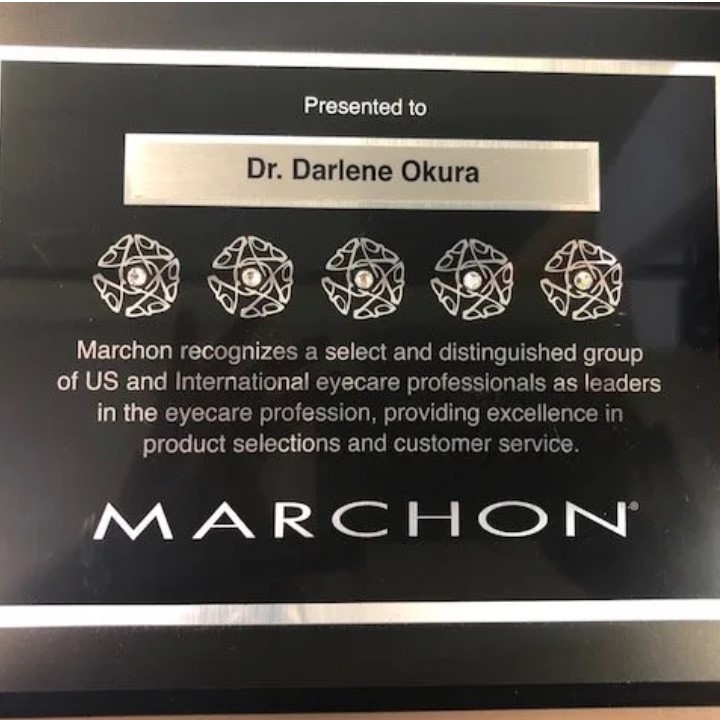 Presented to
Dr. Darlene Okura
Marchon recognizes a select and distinguished group
of US and International eyecare professionals as leaders
in the eyecare profession, providing excellence in
product selections and customer service.
MARCHON®